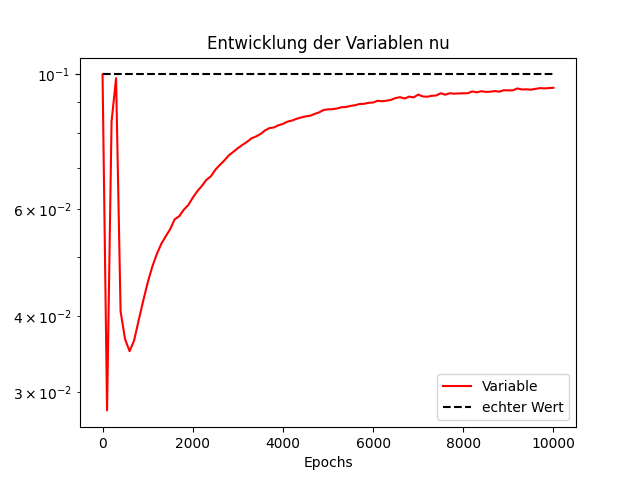 Entwicklung der Variablen nu
10⁻¹
6 × 10⁻²
4 × 10⁻²
3 × 10⁻²
Variable
echter Wert
0 2000 4000 6000 8000 10000
Epochs